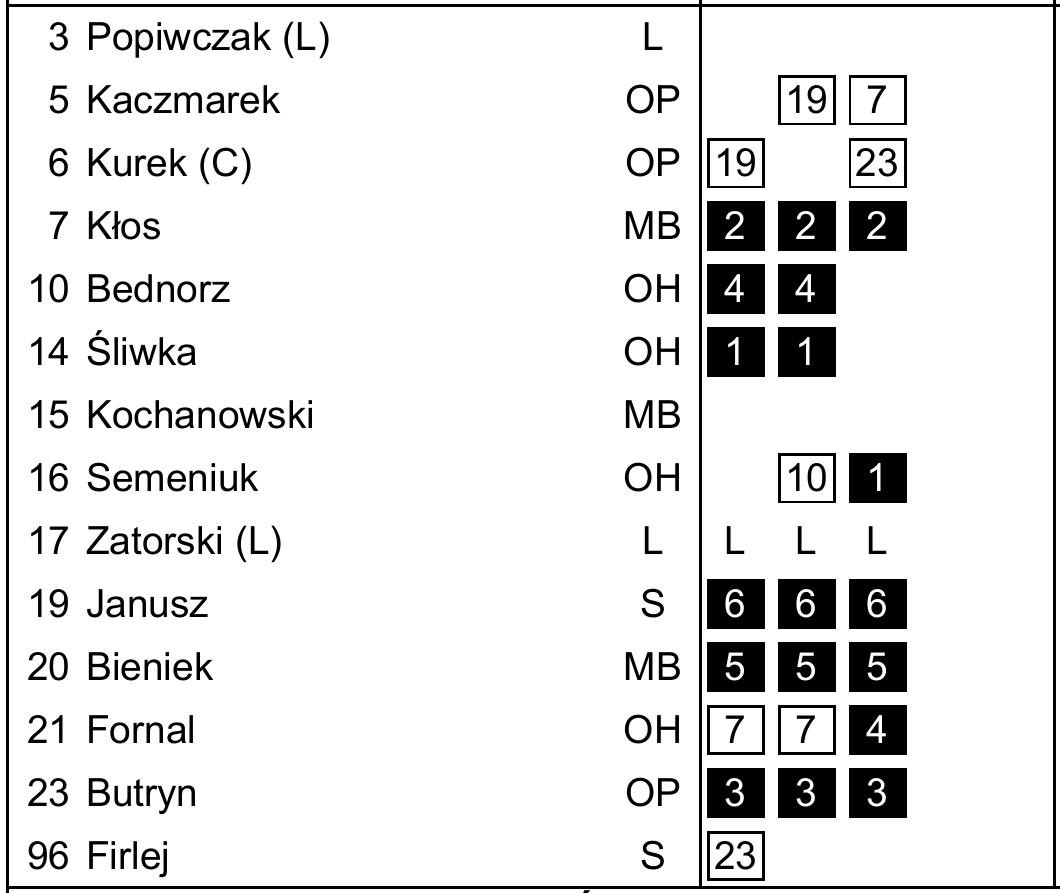 3 Popiwczak (L) L
5 Kaczmarek OP 19 7
6 Kurek (C) OP 19 23
7 Kłos MB 2 2 2
10 Bednorz OH 4 4
14 Śliwka OH 1 1
15 Kochanowski MB
16 Semeniuk OH 10 1
17 Zatorski (L) L L L L
19 Janusz S 6 6 6
20 Bieniek MB 5 5 5
21 Fornal OH 7 7 4
23 Butryn OP 3 3 3
96 Firlej S 23